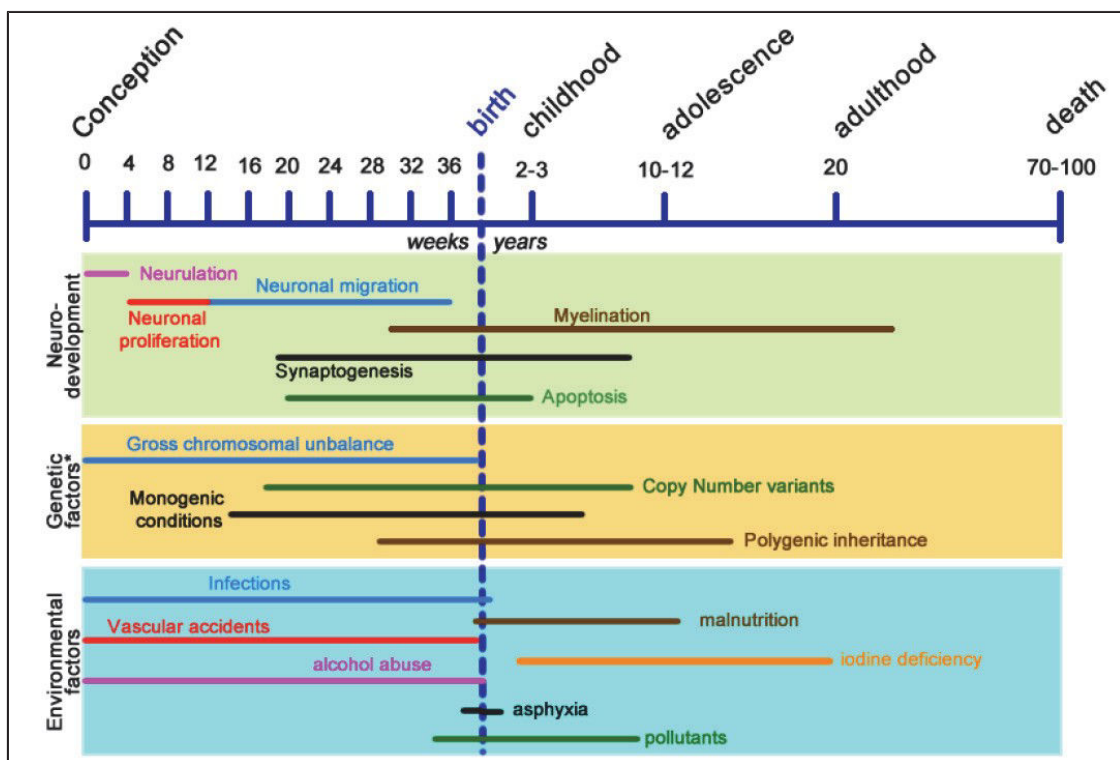 Conception
birth
childhood
adolescence
adulthood
death
0 4 8 12 16 20 24 28 32 36 2-3 10-12 20 70-100
weeks years
Neuro-
development
Neurulation
Neuronal migration
Neuronal
proliferation
Myelination
Synaptogenesis
Apoptosis
Genetic
factors*
Gross chromosomal unbalance
Copy Number variants
Monogenic
conditions
Polygenic inheritance
Environmental
factors
Infections
malnutrition
Vascular accidents
iodine deficiency
alcohol abuse
asphyxia
pollutants